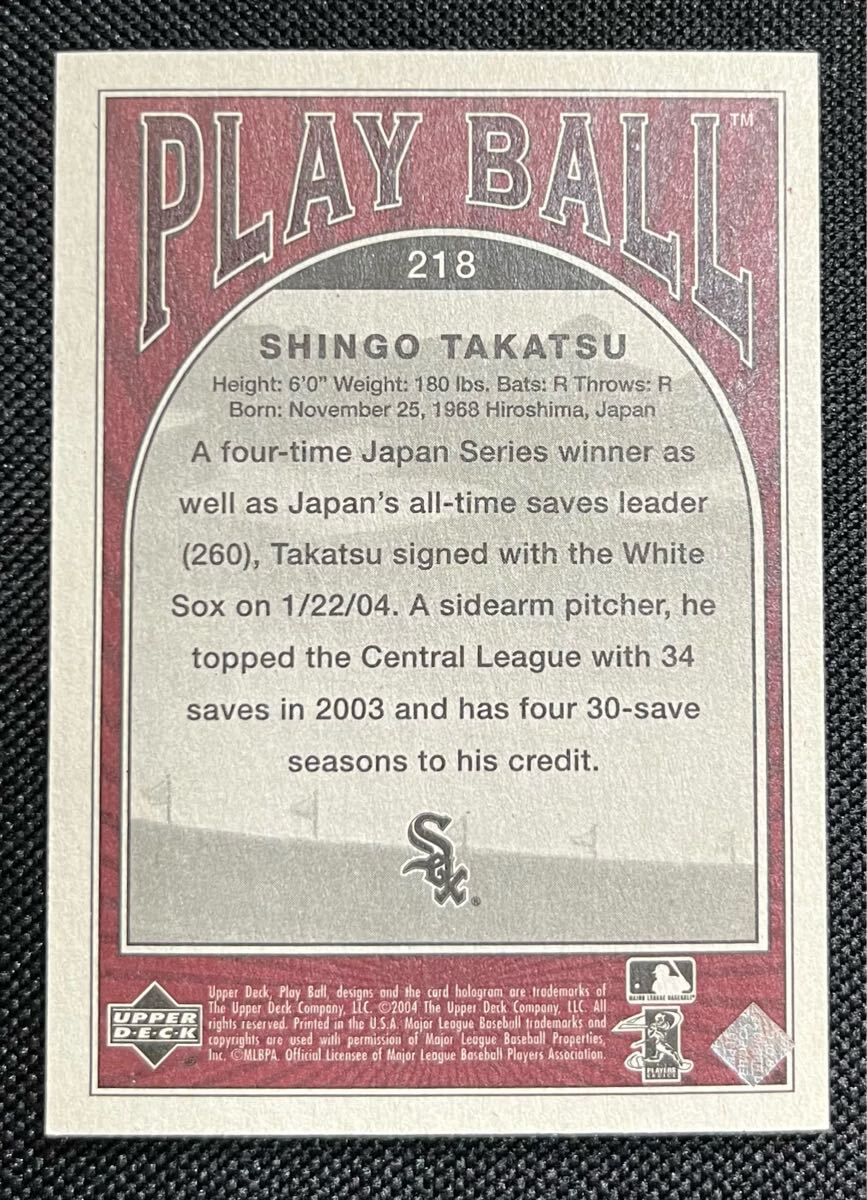 PLAY BALL™
218
SHINGO TAKATSU
Height: 6'0" Weight: 180 lbs. Bats: R Throws: R
Born: November 25, 1968 Hiroshima, Japan
A four-time Japan Series winner as
well as Japan's all-time saves leader
(260), Takatsu signed with the White
Sox on 1/22/04. A sidearm pitcher, he
topped the Central League with 34
saves in 2003 and has four 30-save
seasons to his credit.
Sox®
UPPER
D·E·C·K
Upper Deck, Play Ball, designs and the card hologram are trademarks of
The Upper Deck Company, LLC. ©2004 The Upper Deck Company, LLC. All
rights reserved. Printed in the U.S.A. Major League Baseball trademarks and
copyrights are used with permission of Major League Baseball Properties,
Inc. ©MLBPA. Official Licensee of Major League Baseball Players Association.
MAJOR LEAGUE BASEBALL
PLAYERS
CHOICE